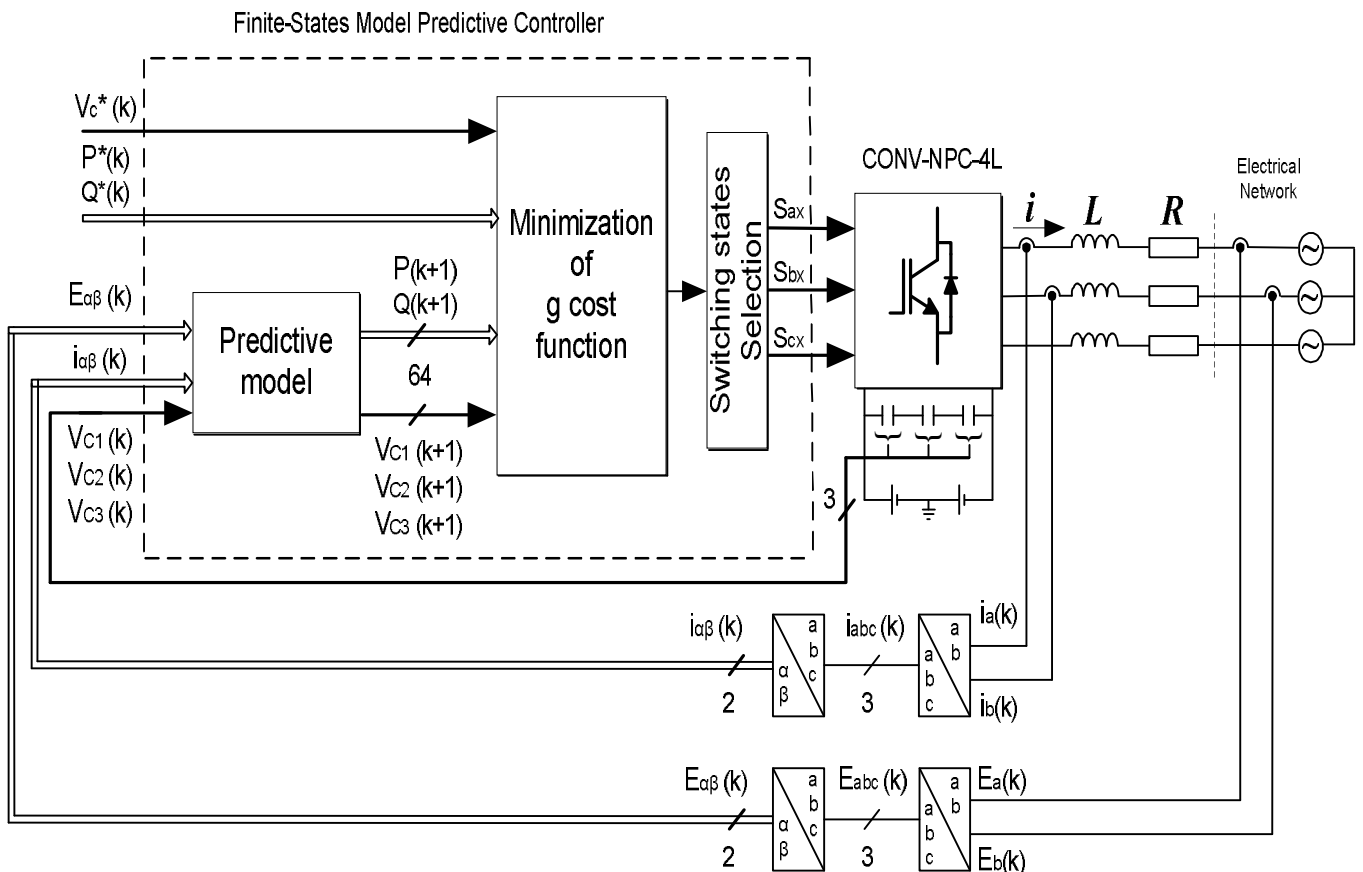 Finite-States Model Predictive Controller
Vc* (k)
P*(k)
Q*(k)
Eαβ (k)
iαβ (k)
VC1 (k)
VC2 (k)
VC3 (k)
Predictive
model
P(k+1)
Q(k+1)
64
VC1 (k+1)
VC2 (k+1)
VC3 (k+1)
Minimization
of
g cost
function
Switching states
Selection
Sax
Sbx
Scx
CONV-NPC-4L
3
i
L
R
Electrical
Network
iαβ (k)
2
a
b
c
α
β
iabc (k)
3
a
b
a
b
c
ia(k)
ib(k)
Eαβ (k)
2
a
b
c
α
β
Eabc (k)
3
a
b
a
b
c
Ea(k)
Eb(k)